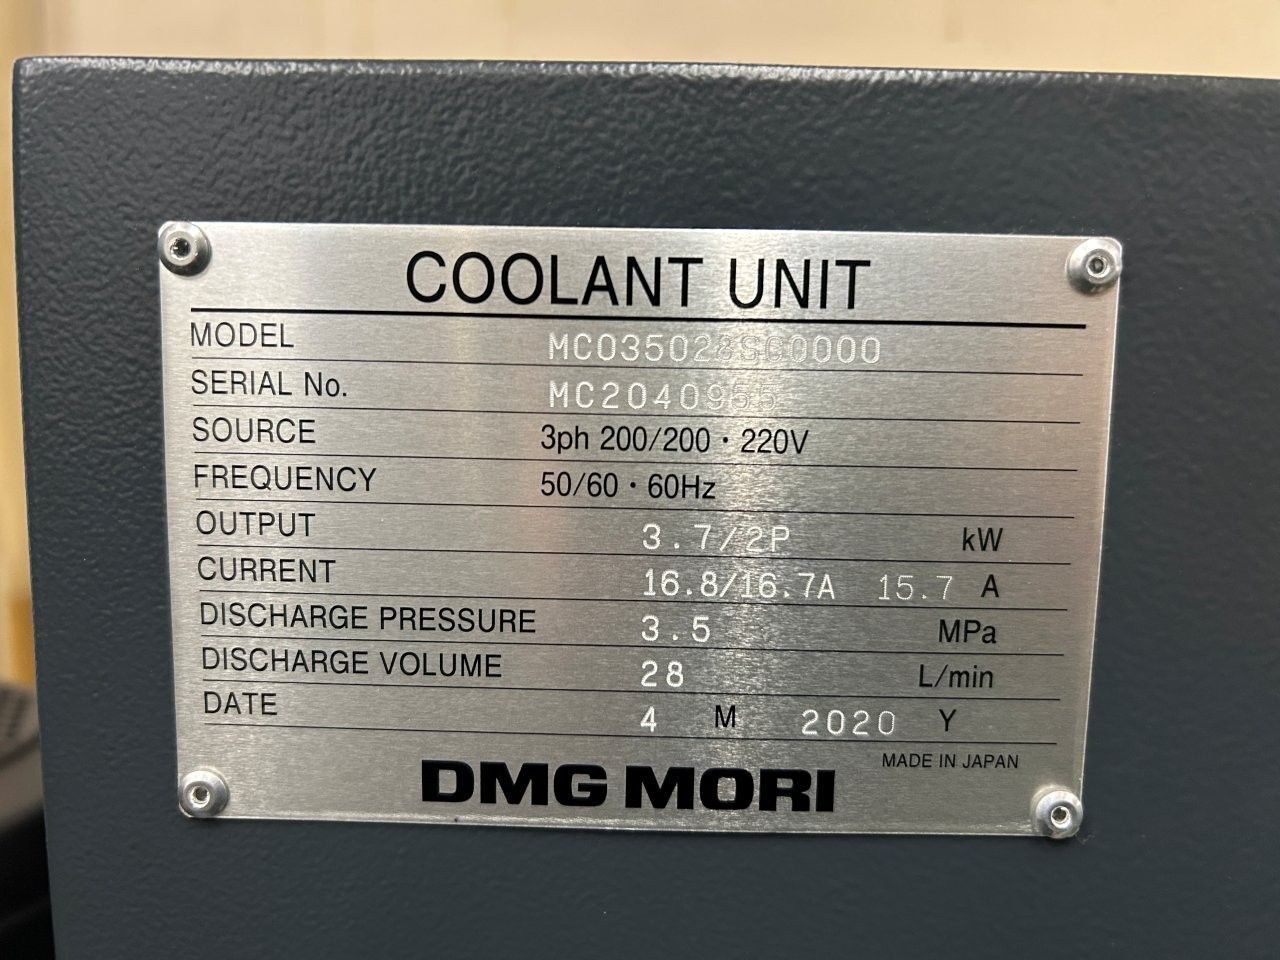 COOLANT UNIT
MODEL
SERIAL No.
SOURCE 3ph 200/200・220V
FREQUENCY 50/60・60Hz
OUTPUT 3.7/2P kW
CURRENT 16.8/16.7A 15.7 A
DISCHARGE PRESSURE 3.5 MPa
DISCHARGE VOLUME 28 L/min
DATE 4 M 2020 Y
MADE IN JAPAN
DMG MORI